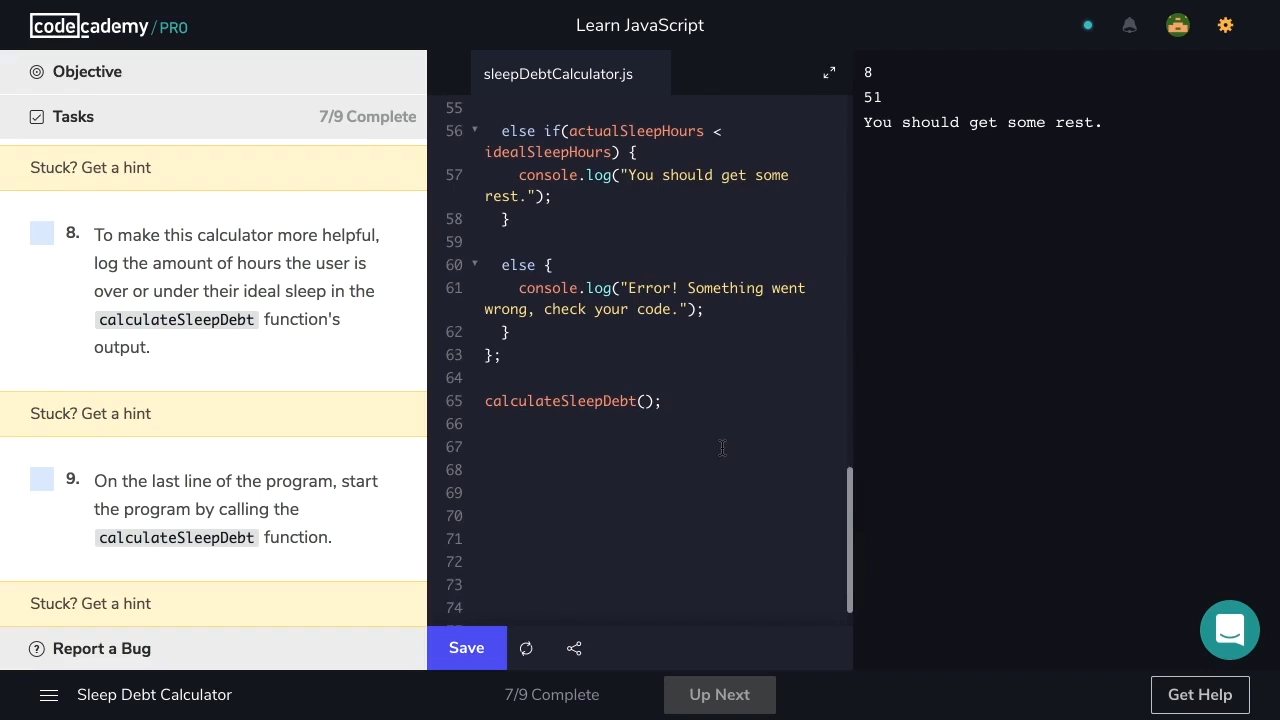 codecademy/PRO
Learn JavaScript
Objective
Tasks
7/9 Complete
Stuck? Get a hint
8. To make this calculator more helpful,
log the amount of hours the user is
over or under their ideal sleep in the
calculateSleepDebt function's
output.
Stuck? Get a hint
9. On the last line of the program, start
the program by calling the
calculateSleepDebt function.
Stuck? Get a hint
Report a Bug
sleepDebtCalculator.js
55
56 else if(actualSleepHours <
idealSleepHours) {
57 console.log("You should get some
rest.");
58 }
59
60 else {
61 console.log("Error! Something went
wrong, check your code.");
62 }
63 };
64
65 calculateSleepDebt();
66
67
68
69
70
71
72
73
74
Save
8
51
You should get some rest.
Sleep Debt Calculator
7/9 Complete
Up Next
Get Help